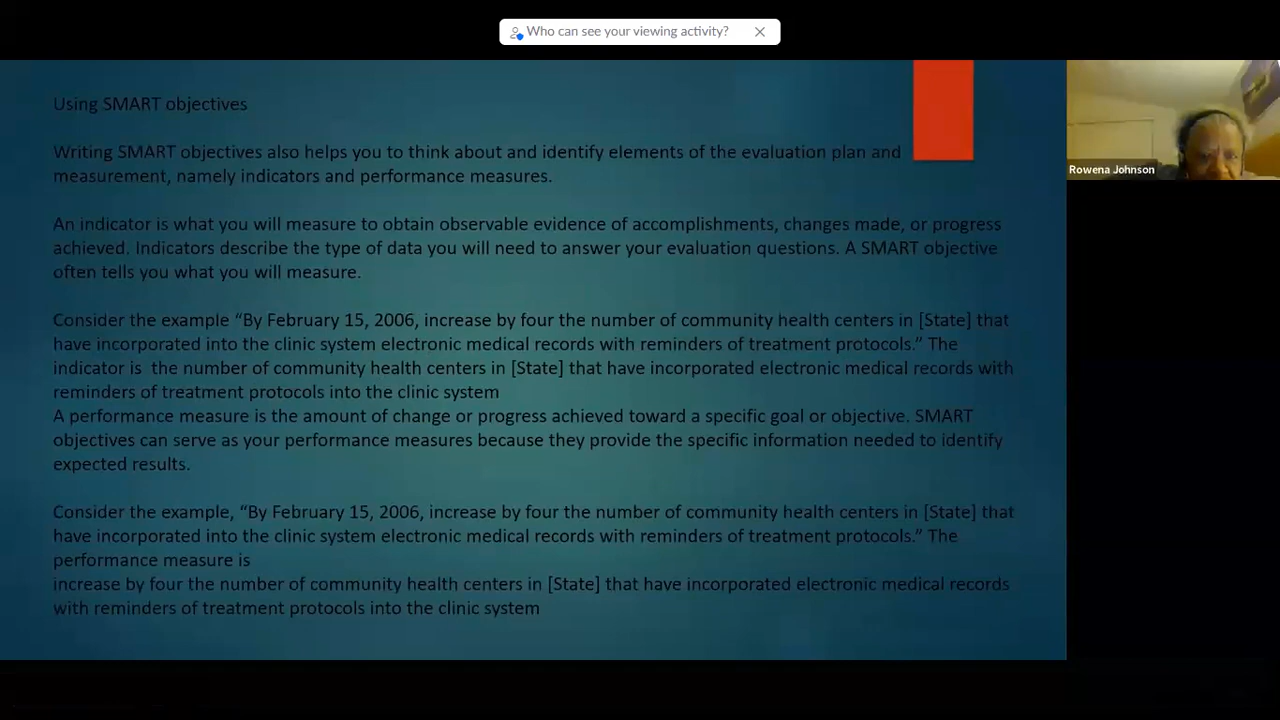 Who can see your viewing activity?
Using SMART objectives
Writing SMART objectives also helps you to think about and identify elements of the evaluation plan and
measurement, namely indicators and performance measures.
Rowena Johnson
An indicator is what you will measure to obtain observable evidence of accomplishments, changes made, or progress
achieved. Indicators describe the type of data you will need to answer your evaluation questions. A SMART objective
often tells you what you will measure.
Consider the example “By February 15, 2006, increase by four the number of community health centers in [State] that
have incorporated into the clinic system electronic medical records with reminders of treatment protocols.” The
indicator is  the number of community health centers in [State] that have incorporated electronic medical records with
reminders of treatment protocols into the clinic system
A performance measure is the amount of change or progress achieved toward a specific goal or objective. SMART
objectives can serve as your performance measures because they provide the specific information needed to identify
expected results.
Consider the example, “By February 15, 2006, increase by four the number of community health centers in [State] that
have incorporated into the clinic system electronic medical records with reminders of treatment protocols.” The
performance measure is
increase by four the number of community health centers in [State] that have incorporated electronic medical records
with reminders of treatment protocols into the clinic system